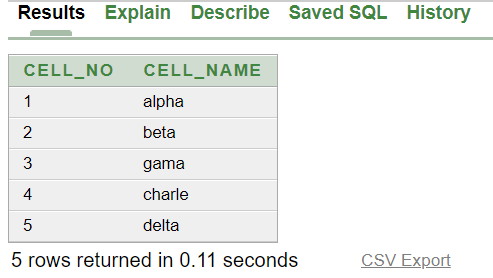 Results Explain Describe Saved SQL History
CELL_NO CELL_NAME
1 alpha
2 beta
3 gama
4 charle
5 delta
5 rows returned in 0.11 seconds CSV Export